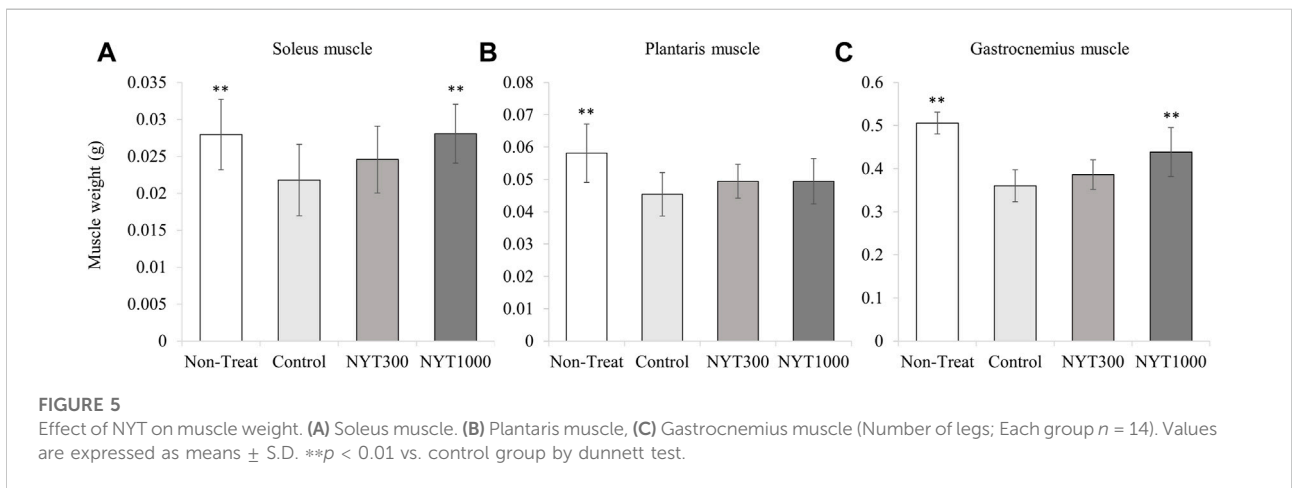 A Soleus muscle
B Plantaris muscle
C Gastrocnemius muscle
Muscle weight (g)
0.035
0.03
0.025
0.02
0.015
0.01
0.005
0
**
**
Non-Treat Control NYT300 NYT1000
0.08
0.07
0.06
0.05
0.04
0.03
0.02
0.01
0
**
Non-Treat Control NYT300 NYT1000
0.6
0.5
0.4
0.3
0.2
0.1
0
**
**
Non-Treat Control NYT300 NYT1000
FIGURE 5
Effect of NYT on muscle weight. (A) Soleus muscle. (B) Plantaris muscle, (C) Gastrocnemius muscle (Number of legs; Each group n = 14). Values
are expressed as means ± S.D. **p < 0.01 vs. control group by dunnett test.